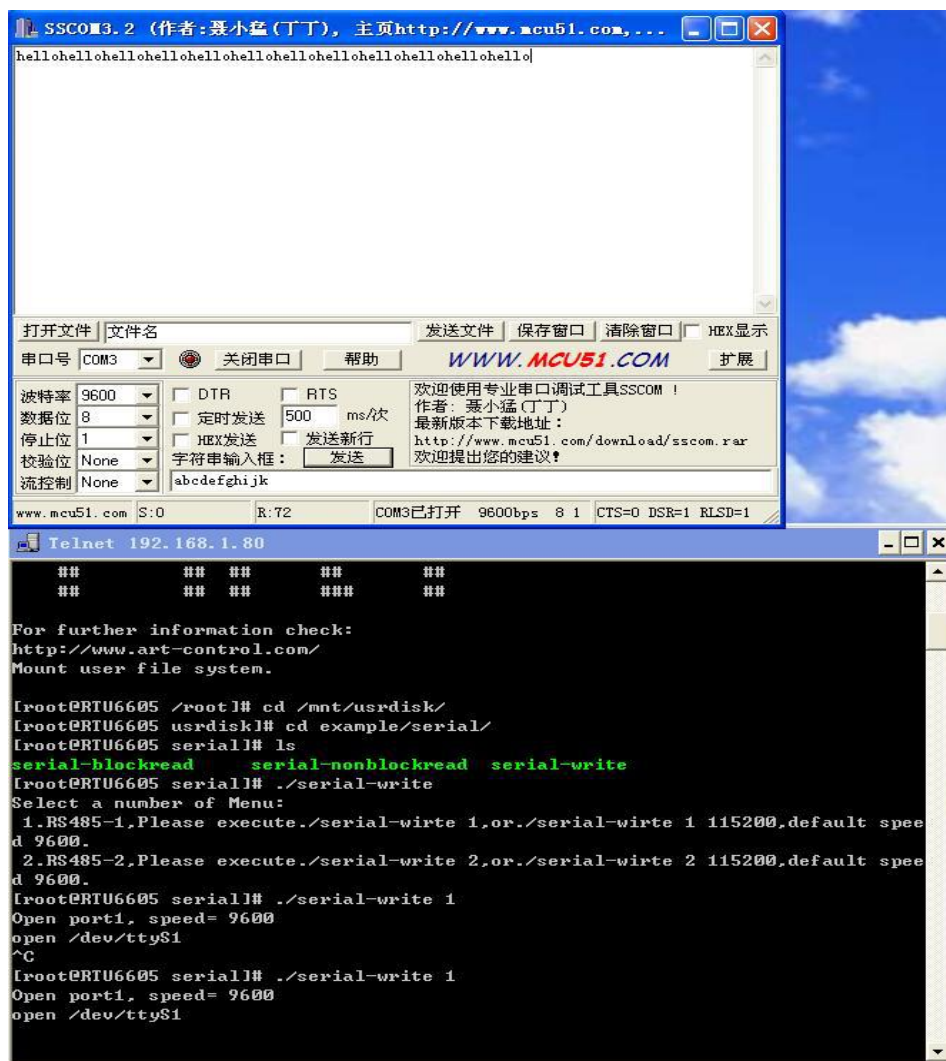 SSCOM3.2 (作者:聂小猛(丁丁), 主页http://www.mcu51.com,...
hellohellohellohellohellohellohellohellohellohellohellohello
打开文件 文件名 发送文件 保存窗口 清除窗口 HEX显示
串口号 COM3 关闭串口 帮助 WWW.MCU51.COM 扩展
波特率 9600 DTR RTS
数据位 8 定时发送 500 ms/次
停止位 1 HEX发送 发送新行
校验位 None 字符串输入框: 发送
流控制 None abcdefghijk
欢迎使用专业串口调试工具SSCOM !
作者: 聂小猛(丁丁)
最新版本下载地址:
http://www.mcu51.com/download/sscom.rar
欢迎提出您的建议!
www.mcu51.com S:0 R:72 COM3已打开 9600bps 8 1 CTS=0 DSR=1 RLSD=1
Telnet 192.168.1.80
## ## ## ## ##
## ## ## ### ##
For further information check:
http://www.art-control.com/
Mount user file system.
[root@RTU6605 /root]# cd /mnt/usrdisk/
[root@RTU6605 usrdisk]# cd example/serial/
[root@RTU6605 serial]# ls
serial-blockread serial-nonblockread serial-write
[root@RTU6605 serial]# ./serial-write
Select a number of Menu:
1.RS485-1,Please execute./serial-wirte 1,or./serial-wirte 1 115200,default spee
d 9600.
2.RS485-2,Please execute./serial-write 2,or./serial-wirte 2 115200,default spee
d 9600.
[root@RTU6605 serial]# ./serial-write 1
Open port1, speed= 9600
open /dev/ttyS1
^C
[root@RTU6605 serial]# ./serial-write 1
Open port1, speed= 9600
open /dev/ttyS1